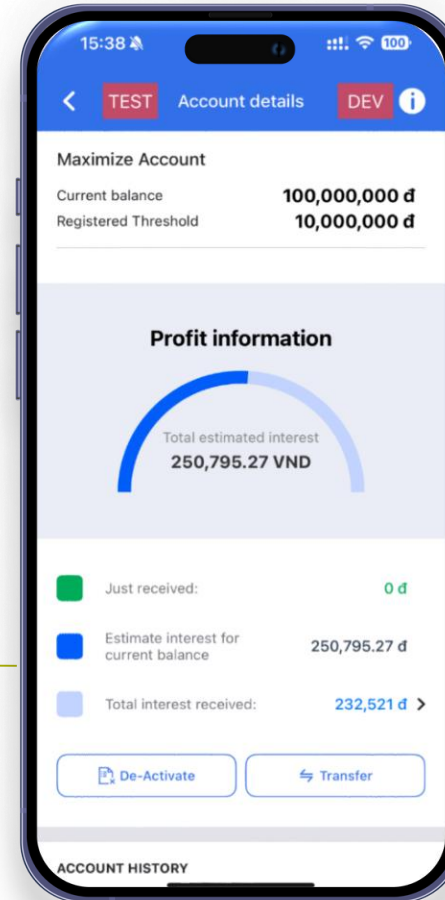 15:38
100
TEST Account details DEV i
Maximize Account
Current balance 100,000,000 đ
Registered Threshold 10,000,000 đ
Profit information
Total estimated interest
250,795.27 VND
Just received: 0 đ
Estimate interest for
current balance 250,795.27 đ
Total interest received: 232,521 đ
De-Activate Transfer
ACCOUNT HISTORY